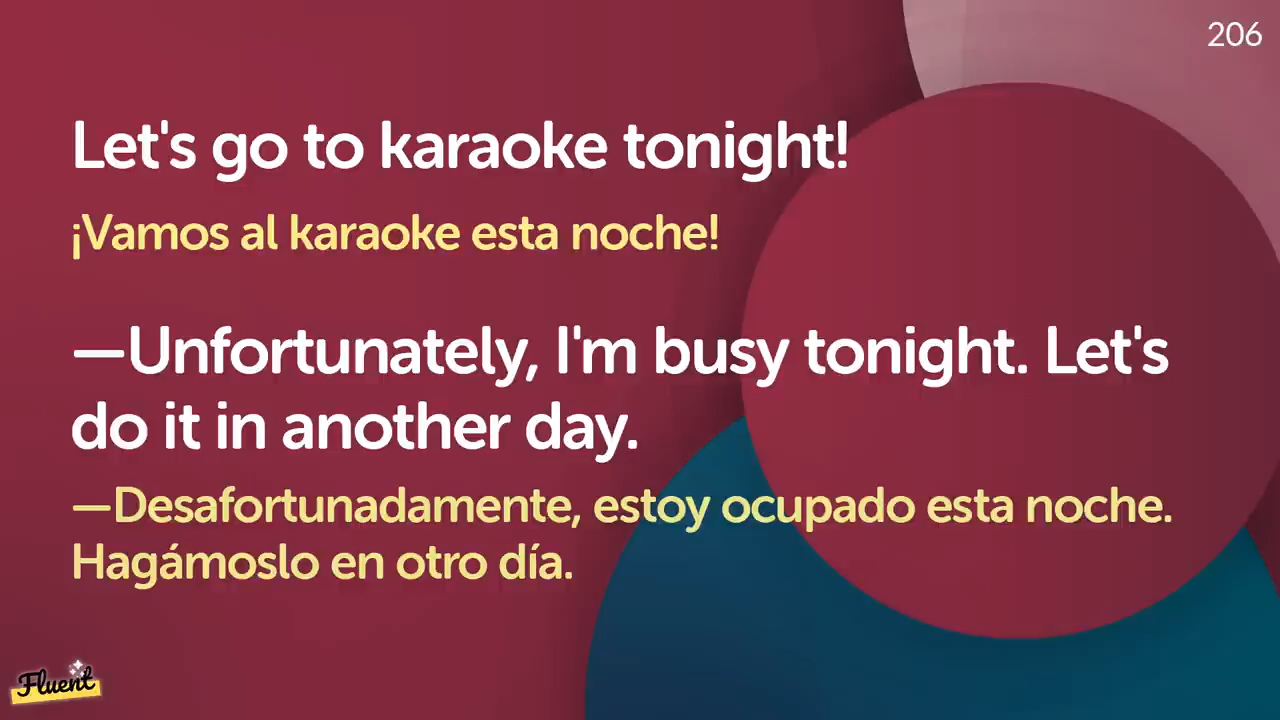 206
Let's go to karaoke tonight!
¡Vamos al karaoke esta noche!
—Unfortunately, I'm busy tonight. Let's
do it in another day.
—Desafortunadamente, estoy ocupado esta noche.
Hagámoslo en otro día.
Fluent